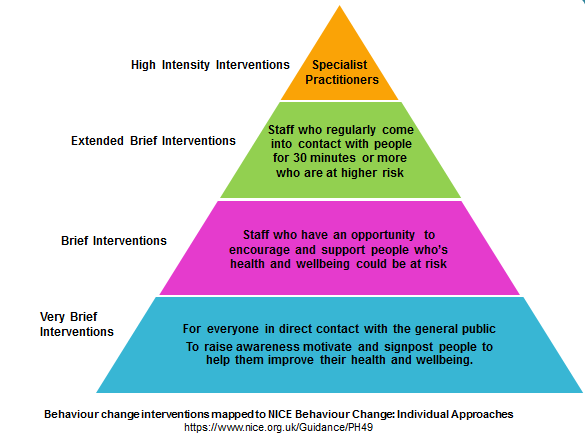 High Intensity Interventions
Specialist
Practitioners
Extended Brief Interventions
Staff who regularly come
into contact with people
for 30 minutes or more
who are at higher risk
Brief Interventions
Staff who have an opportunity to
encourage and support people who's
health and wellbeing could be at risk
Very Brief
Interventions
For everyone in direct contact with the general public
To raise awareness motivate and signpost people to
help them improve their health and wellbeing.
Behaviour change interventions mapped to NICE Behaviour Change: Individual Approaches
https://www.nice.org.uk/Guidance/PH49